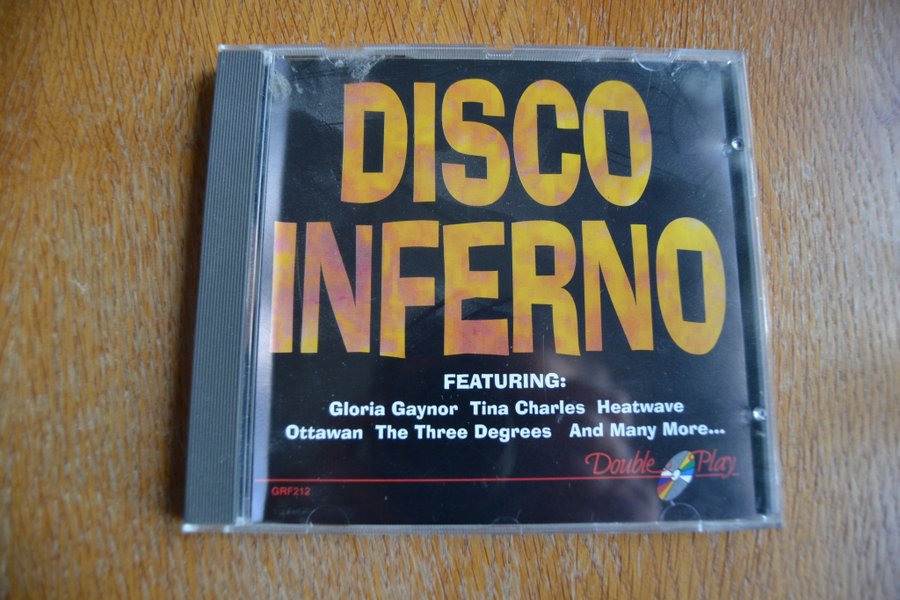 DISCO
INFERNO
FEATURING:
Gloria Gaynor Tina Charles Heatwave
Ottawan The Three Degrees And Many More...
Double Play
GRF212